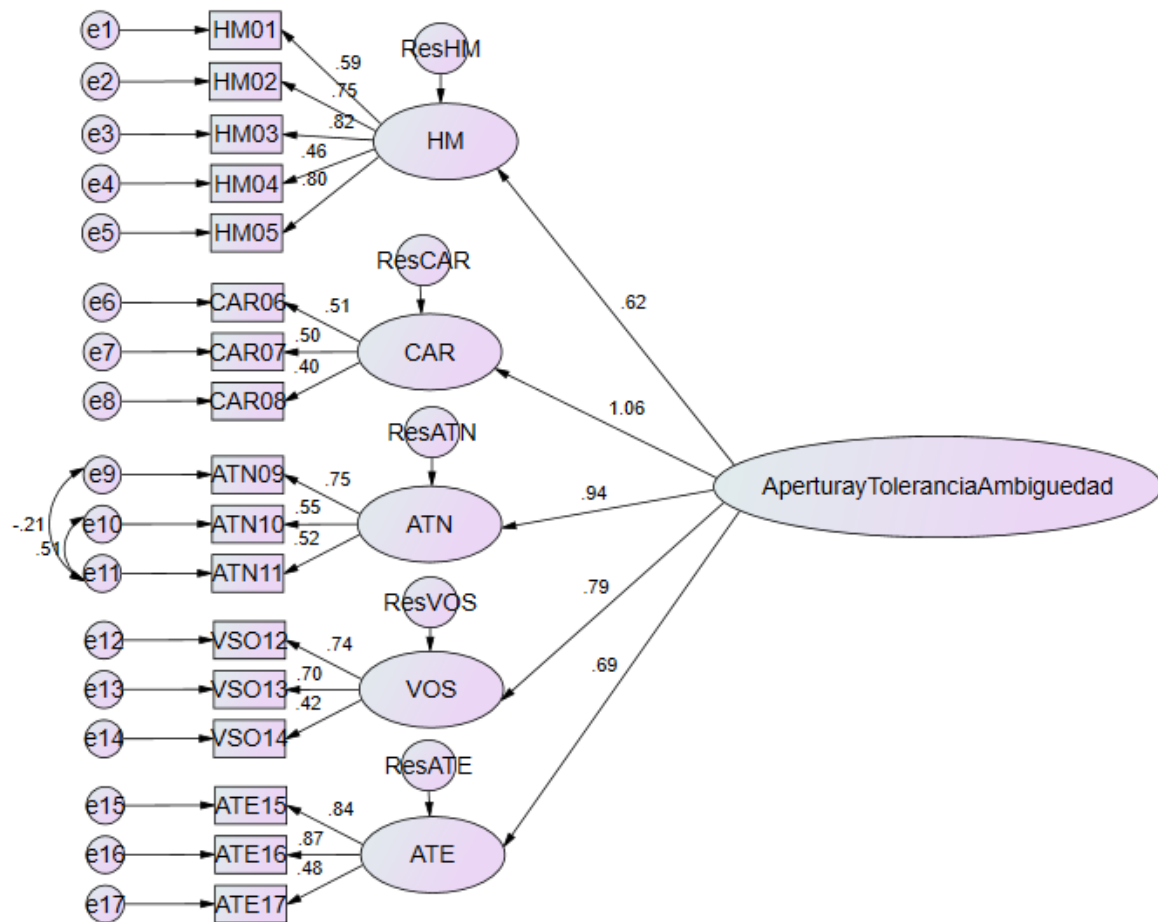 e1
HM01
ResHM
.59
e2
HM02
.75
e3
HM03
.82
HM
e4
HM04
.46
e5
HM05
.80
.62
ResCAR
e6
CAR06
.51
e7
CAR07
.50
CAR
e8
CAR08
.40
1.06
ResATN
e9
ATN09
.75
AperturayToleranciaAmbiguedad
.94
-.21
e10
ATN10
.55
ATN
.51
e11
ATN11
.52
ResVOS
.79
e12
VSO12
.74
.69
e13
VSO13
.70
VOS
e14
VSO14
.42
ResATE
e15
ATE15
.84
e16
ATE16
.87
ATE
e17
ATE17
.48